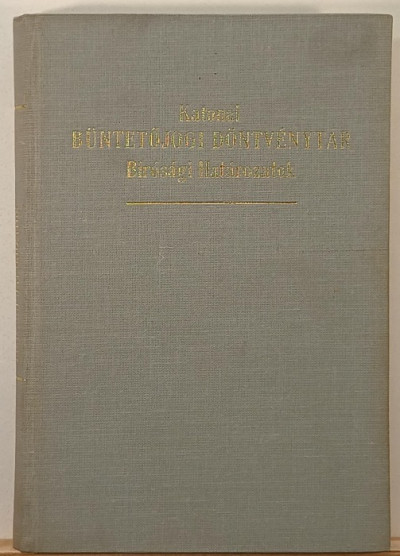 Katonai
BÜNTETŐJOGI DÖNTVÉNYTÁR
Bírósági Határozatok